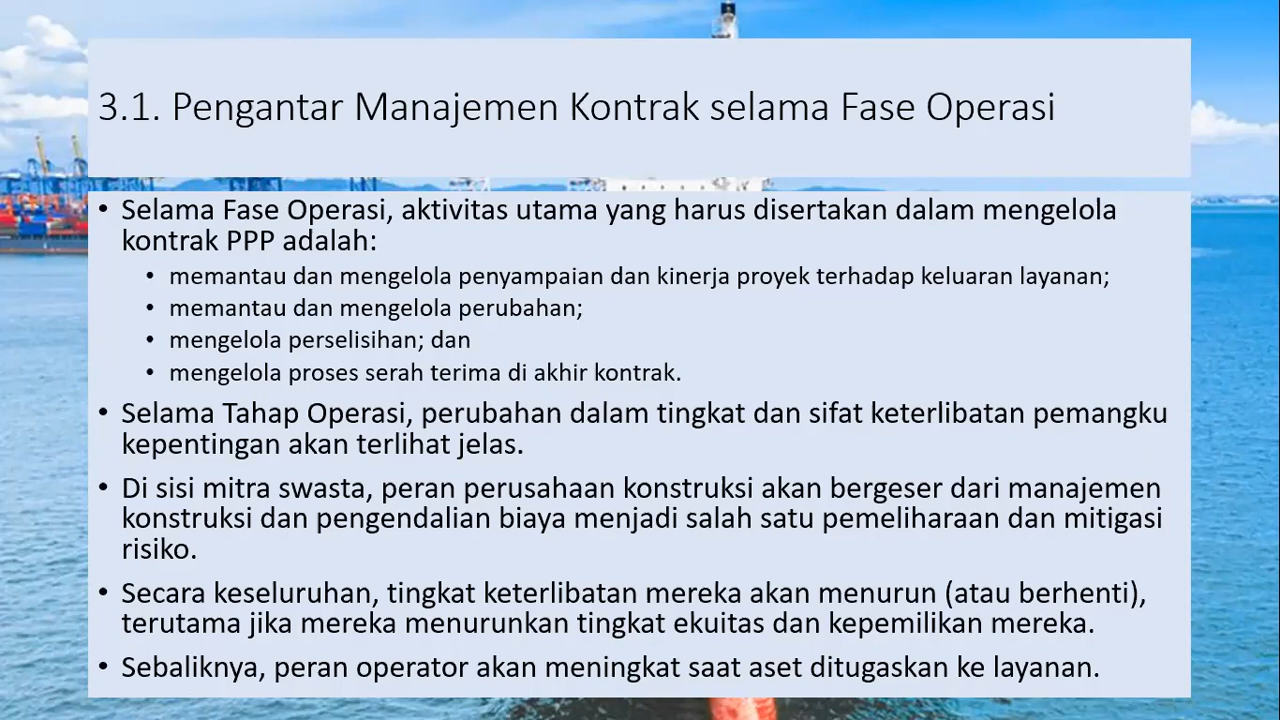 3.1. Pengantar Manajemen Kontrak selama Fase Operasi
• Selama Fase Operasi, aktivitas utama yang harus disertakan dalam mengelola
kontrak PPP adalah:
• memantau dan mengelola penyampaian dan kinerja proyek terhadap keluaran layanan;
• memantau dan mengelola perubahan;
• mengelola perselisihan; dan
• mengelola proses serah terima di akhir kontrak.
• Selama Tahap Operasi, perubahan dalam tingkat dan sifat keterlibatan pemangku
kepentingan akan terlihat jelas.
• Di sisi mitra swasta, peran perusahaan konstruksi akan bergeser dari manajemen
konstruksi dan pengendalian biaya menjadi salah satu pemeliharaan dan mitigasi
risiko.
• Secara keseluruhan, tingkat keterlibatan mereka akan menurun (atau berhenti),
terutama jika mereka menurunkan tingkat ekuitas dan kepemilikan mereka.
• Sebaliknya, peran operator akan meningkat saat aset ditugaskan ke layanan.